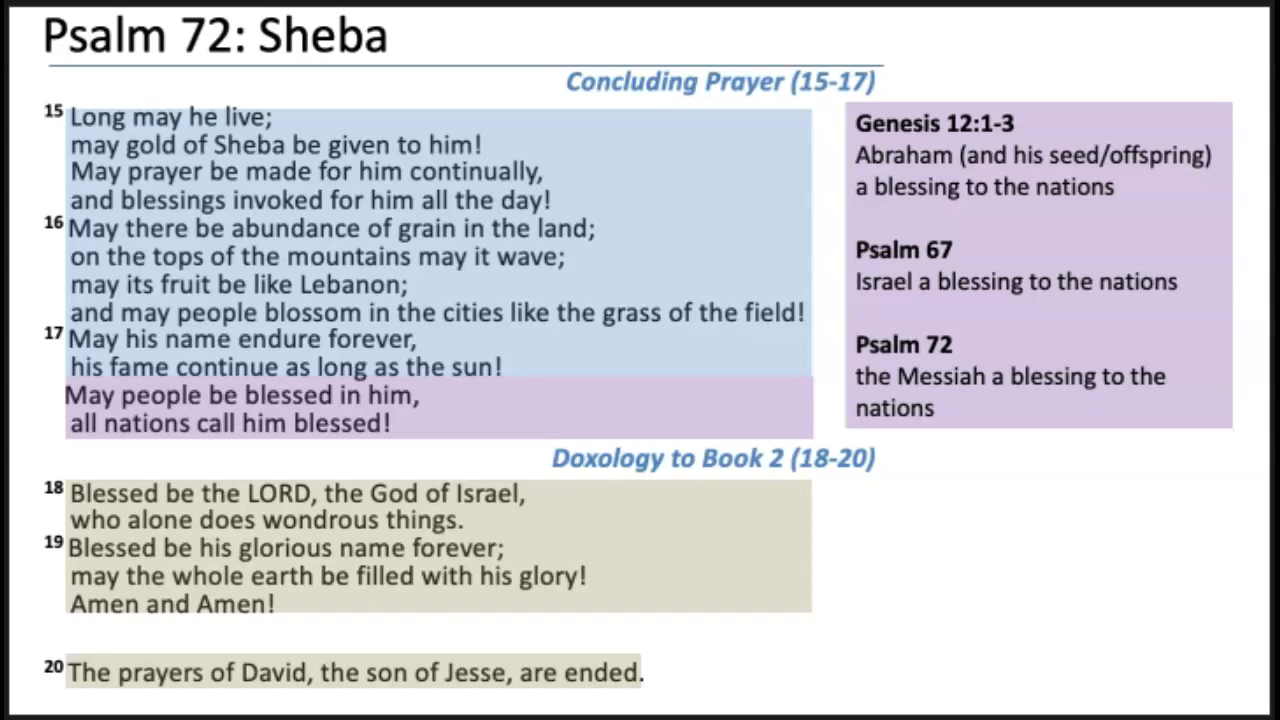 Psalm 72: Sheba
Concluding Prayer (15-17)
15 Long may he live;
may gold of Sheba be given to him!
May prayer be made for him continually,
and blessings invoked for him all the day!
16 May there be abundance of grain in the land;
on the tops of the mountains may it wave;
may its fruit be like Lebanon;
and may people blossom in the cities like the grass of the field!
17 May his name endure forever,
his fame continue as long as the sun!
May people be blessed in him,
all nations call him blessed!
Genesis 12:1-3
Abraham (and his seed/offspring)
a blessing to the nations
Psalm 67
Israel a blessing to the nations
Psalm 72
the Messiah a blessing to the
nations
Doxology to Book 2 (18-20)
18 Blessed be the LORD, the God of Israel,
who alone does wondrous things.
19 Blessed be his glorious name forever;
may the whole earth be filled with his glory!
Amen and Amen!
20 The prayers of David, the son of Jesse, are ended.